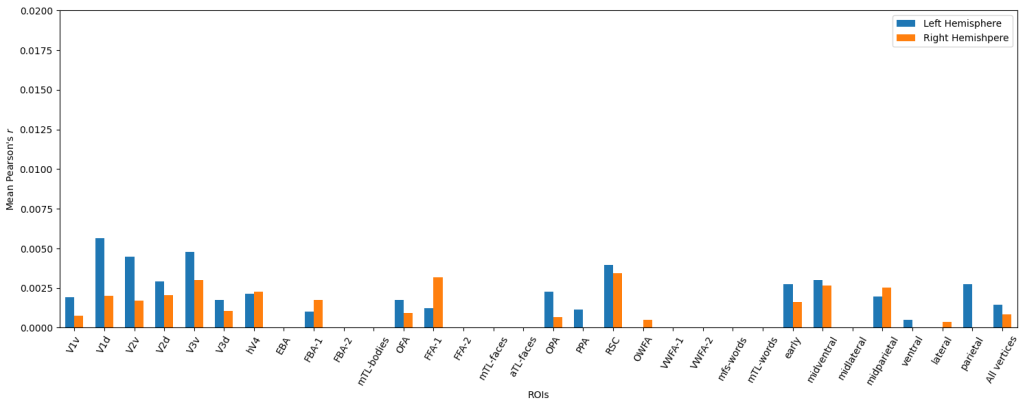 0.0200
0.0175
0.0150
0.0125
0.0100
0.0075
0.0050
0.0025
0.0000
Mean Pearson's r
Left Hemisphere
Right Hemishpere
V1v
V1d
V2v
V2d
V3v
V3d
hV4
EBA
FBA-1
FBA-2
mTL-bodies
OFA
FFA-1
FFA-2
mTL-faces
aTL-faces
OPA
PPA
RSC
OWFA
VWFA-1
VWFA-2
mfs-words
mTL-words
early
midventral
midlateral
midparietal
ventral
lateral
parietal
All vertices
ROIs